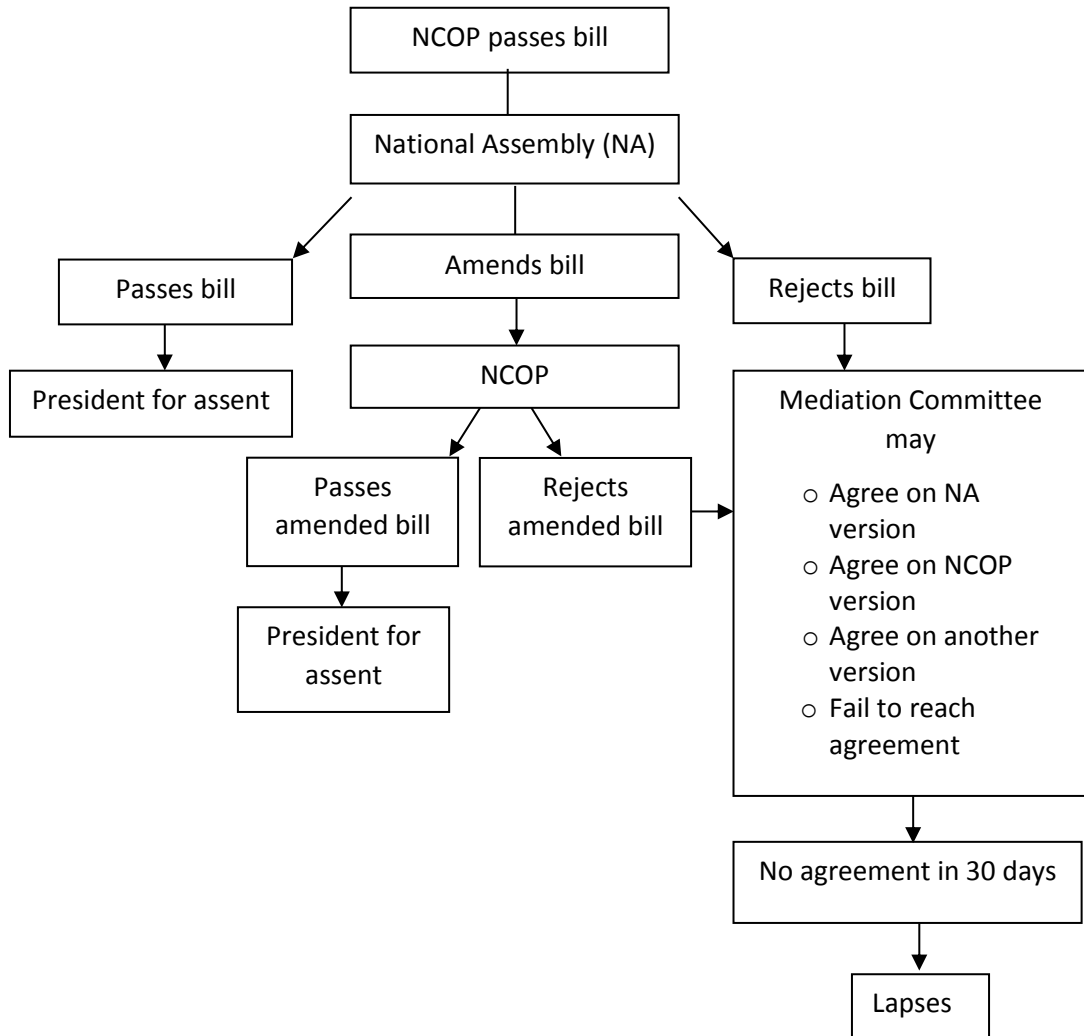 NCOP passes bill
National Assembly (NA)
Passes bill
Amends bill
Rejects bill
President for assent
NCOP
Passes
amended bill
Rejects
amended bill
President for
assent
Mediation Committee
may
o Agree on NA
version
o Agree on NCOP
version
o Agree on another
version
o Fail to reach
agreement
No agreement in 30 days
Lapses